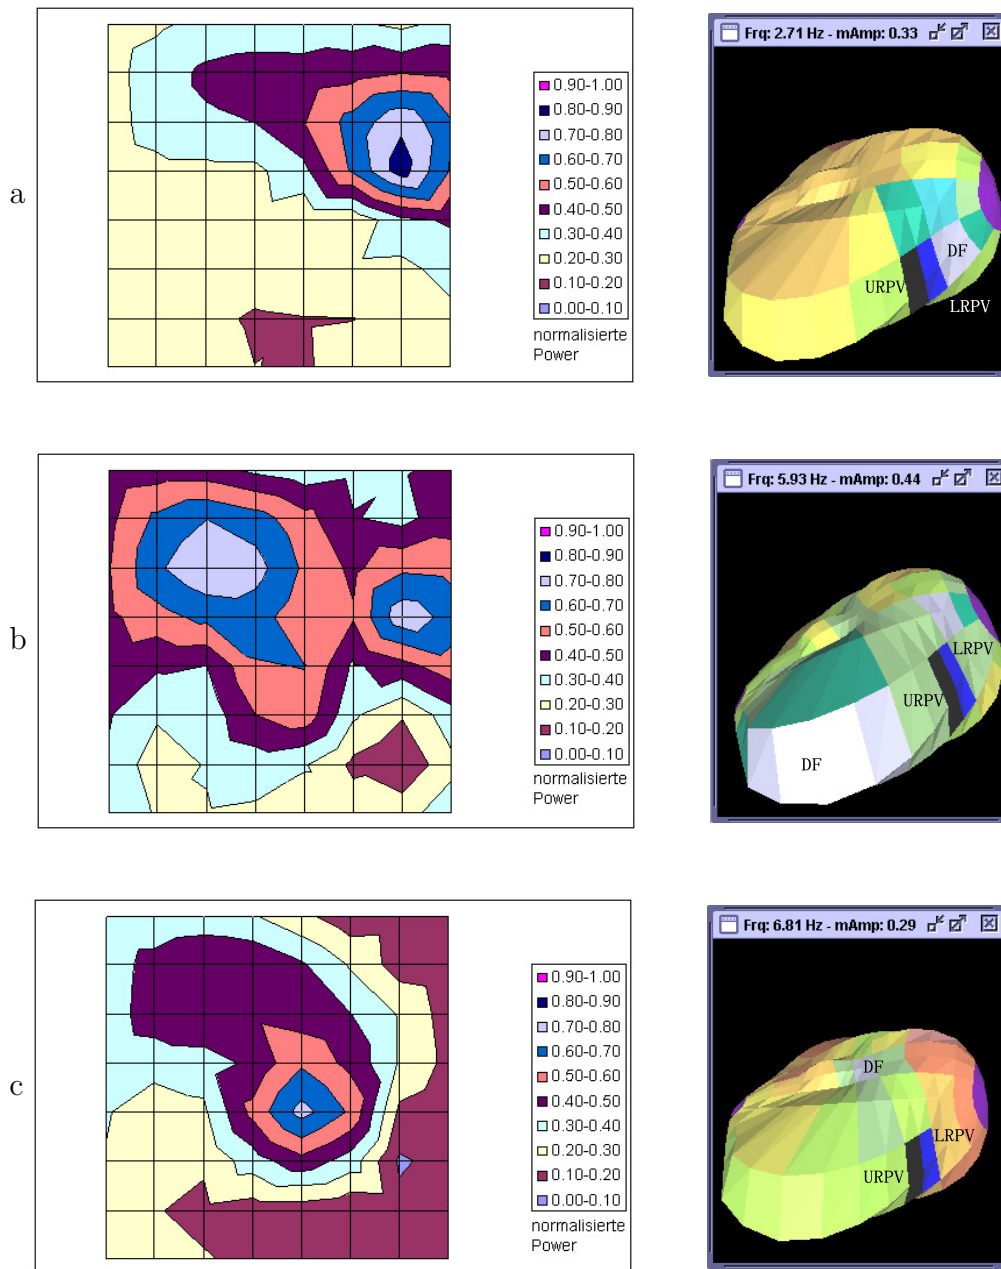 a
0.90-1.00
0.80-0.90
0.70-0.80
0.60-0.70
0.50-0.60
0.40-0.50
0.30-0.40
0.20-0.30
0.10-0.20
0.00-0.10
normalisierte
Power
Frq: 2.71 Hz - mAmp: 0.33
DF
URPV
LRPV
b
0.90-1.00
0.80-0.90
0.70-0.80
0.60-0.70
0.50-0.60
0.40-0.50
0.30-0.40
0.20-0.30
0.10-0.20
0.00-0.10
normalisierte
Power
Frq: 5.93 Hz - mAmp: 0.44
LRPV
URPV
DF
c
0.90-1.00
0.80-0.90
0.70-0.80
0.60-0.70
0.50-0.60
0.40-0.50
0.30-0.40
0.20-0.30
0.10-0.20
0.00-0.10
normalisierte
Power
Frq: 6.81 Hz - mAmp: 0.29
DF
LRPV
URPV